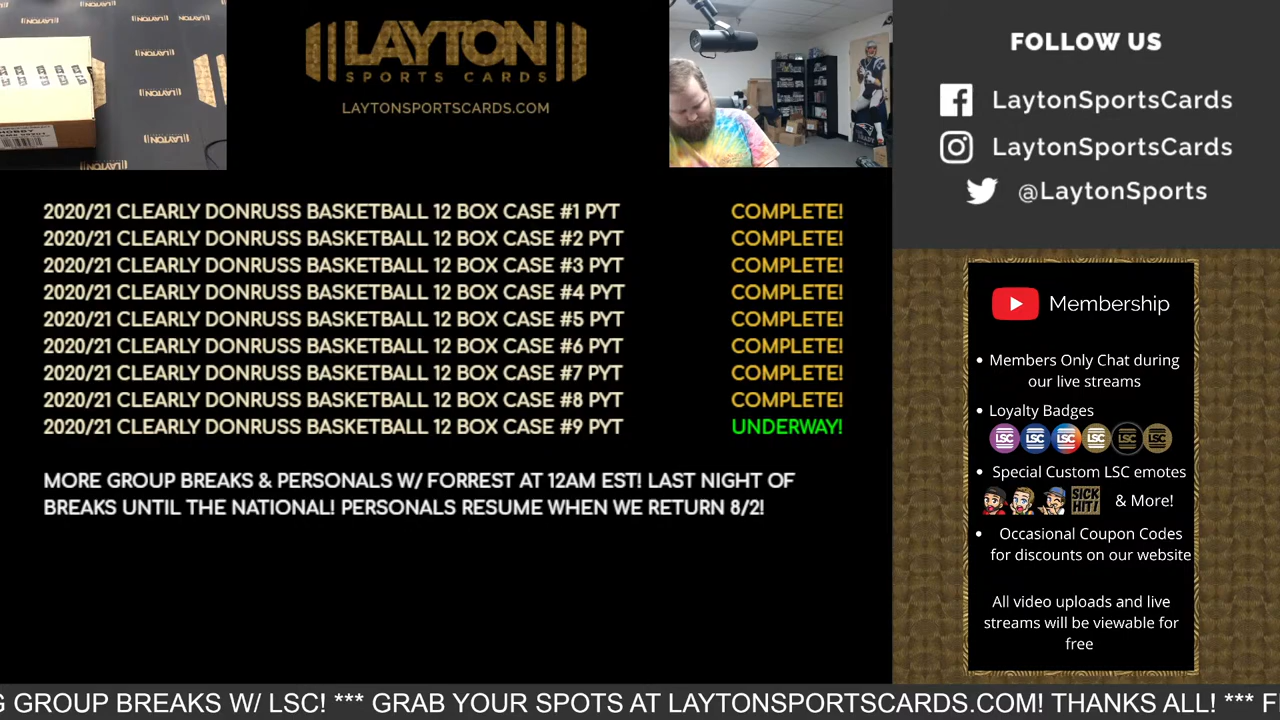 LAYTON
SPORTS CARDS
LAYTONSPORTSCARDS.COM
FOLLOW US
LaytonSportsCards
LaytonSportsCards
@LaytonSports
2020/21 CLEARLY DONRUSS BASKETBALL 12 BOX CASE #1 PYT COMPLETE!
2020/21 CLEARLY DONRUSS BASKETBALL 12 BOX CASE #2 PYT COMPLETE!
2020/21 CLEARLY DONRUSS BASKETBALL 12 BOX CASE #3 PYT COMPLETE!
2020/21 CLEARLY DONRUSS BASKETBALL 12 BOX CASE #4 PYT COMPLETE!
2020/21 CLEARLY DONRUSS BASKETBALL 12 BOX CASE #5 PYT COMPLETE!
2020/21 CLEARLY DONRUSS BASKETBALL 12 BOX CASE #6 PYT COMPLETE!
2020/21 CLEARLY DONRUSS BASKETBALL 12 BOX CASE #7 PYT COMPLETE!
2020/21 CLEARLY DONRUSS BASKETBALL 12 BOX CASE #8 PYT COMPLETE!
2020/21 CLEARLY DONRUSS BASKETBALL 12 BOX CASE #9 PYT UNDERWAY!
MORE GROUP BREAKS & PERSONALS W/ FORREST AT 12AM EST! LAST NIGHT OF
BREAKS UNTIL THE NATIONAL! PERSONALS RESUME WHEN WE RETURN 8/2!
Membership
• Members Only Chat during
our live streams
• Loyalty Badges
LSC LSC LSC LSC LSC LSC
• Special Custom LSC emotes
SICK HIT! & More!
• Occasional Coupon Codes
for discounts on our website
All video uploads and live
streams will be viewable for
free
G GROUP BREAKS W/ LSC! *** GRAB YOUR SPOTS AT LAYTONSPORTSCARDS.COM! THANKS ALL! *** F